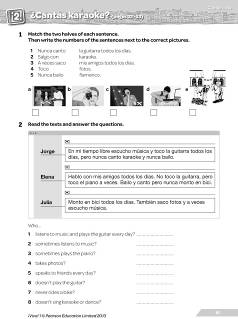 2
¿Cantas karaoke?
1 Match the two halves of each sentence.
Then write the numbers of the sentences next to the correct pictures.
1 Nunca canto la guitarra todos los días.
2 Salgo con karaoke.
3 A veces saco mis amigos todos los días.
4 Toco fotos.
5 Nunca bailo flamenco.
a
b
c
d
e
2 Read the texts and answer the questions.
Jorge
En mi tiempo libre escucho música y toco la guitarra todos los
días, pero nunca canto karaoke y nunca bailo.
Elena
Hablo con mis amigos todos los días. No toco la guitarra, pero
toco el piano a veces. Bailo y canto pero nunca monto en bici.
Julia
Monto en bici todos los días. También saco fotos y a veces
escucho música.
Who…
1 listens to music and plays the guitar every day?
2 sometimes listens to music?
3 sometimes plays the piano?
4 takes photos?
5 speaks to friends every day?
6 doesn't play the guitar?
7 never rides a bike?
8 doesn't sing karaoke or dance?
© Pearson Education Limited 2013